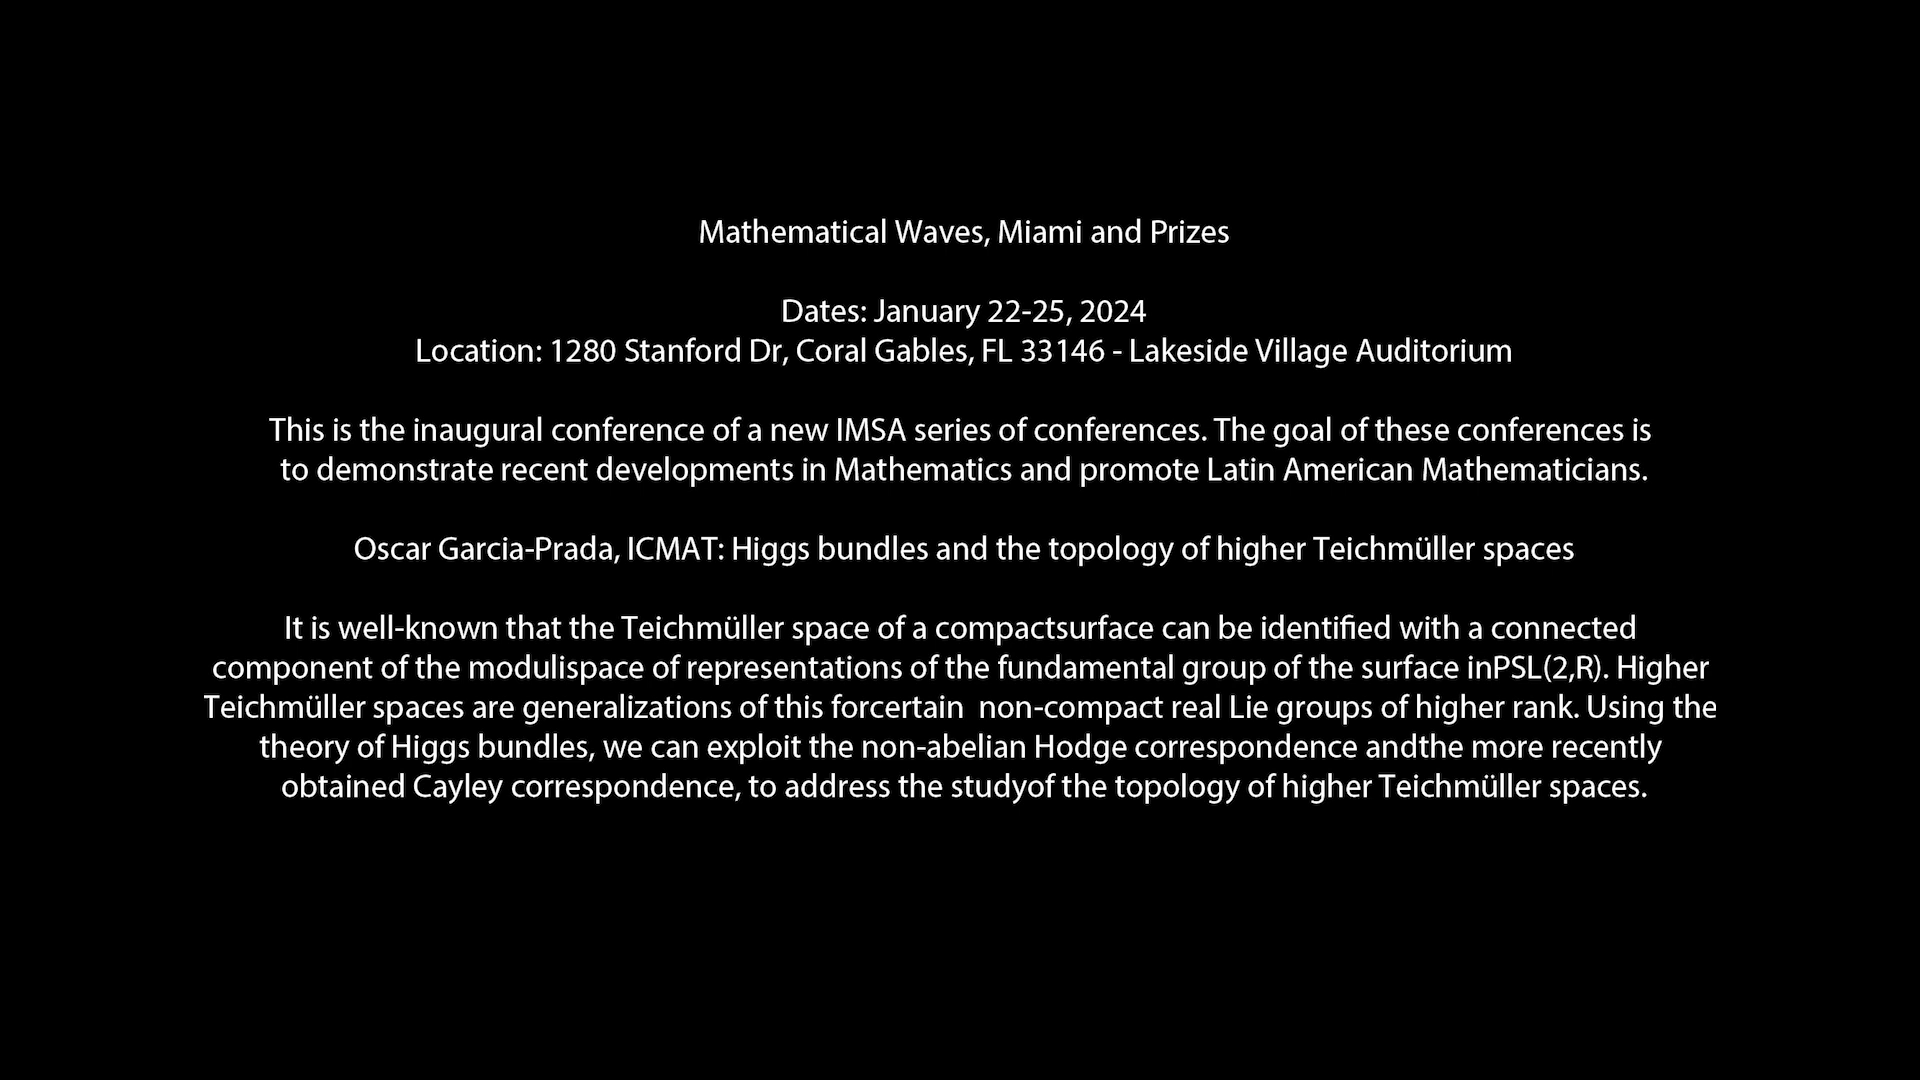 Mathematical Waves, Miami and Prizes
Dates: January 22-25, 2024
Location: 1280 Stanford Dr, Coral Gables, FL 33146 - Lakeside Village Auditorium
This is the inaugural conference of a new IMSA series of conferences. The goal of these conferences is
to demonstrate recent developments in Mathematics and promote Latin American Mathematicians.
Oscar Garcia-Prada, ICMAT: Higgs bundles and the topology of higher Teichmüller spaces
It is well-known that the Teichmüller space of a compactsurface can be identified with a connected
component of the modulispace of representations of the fundamental group of the surface inPSL(2,R). Higher
Teichmüller spaces are generalizations of this forcertain  non-compact real Lie groups of higher rank. Using the
theory of Higgs bundles, we can exploit the non-abelian Hodge correspondence andthe more recently
obtained Cayley correspondence, to address the studyof the topology of higher Teichmüller spaces.